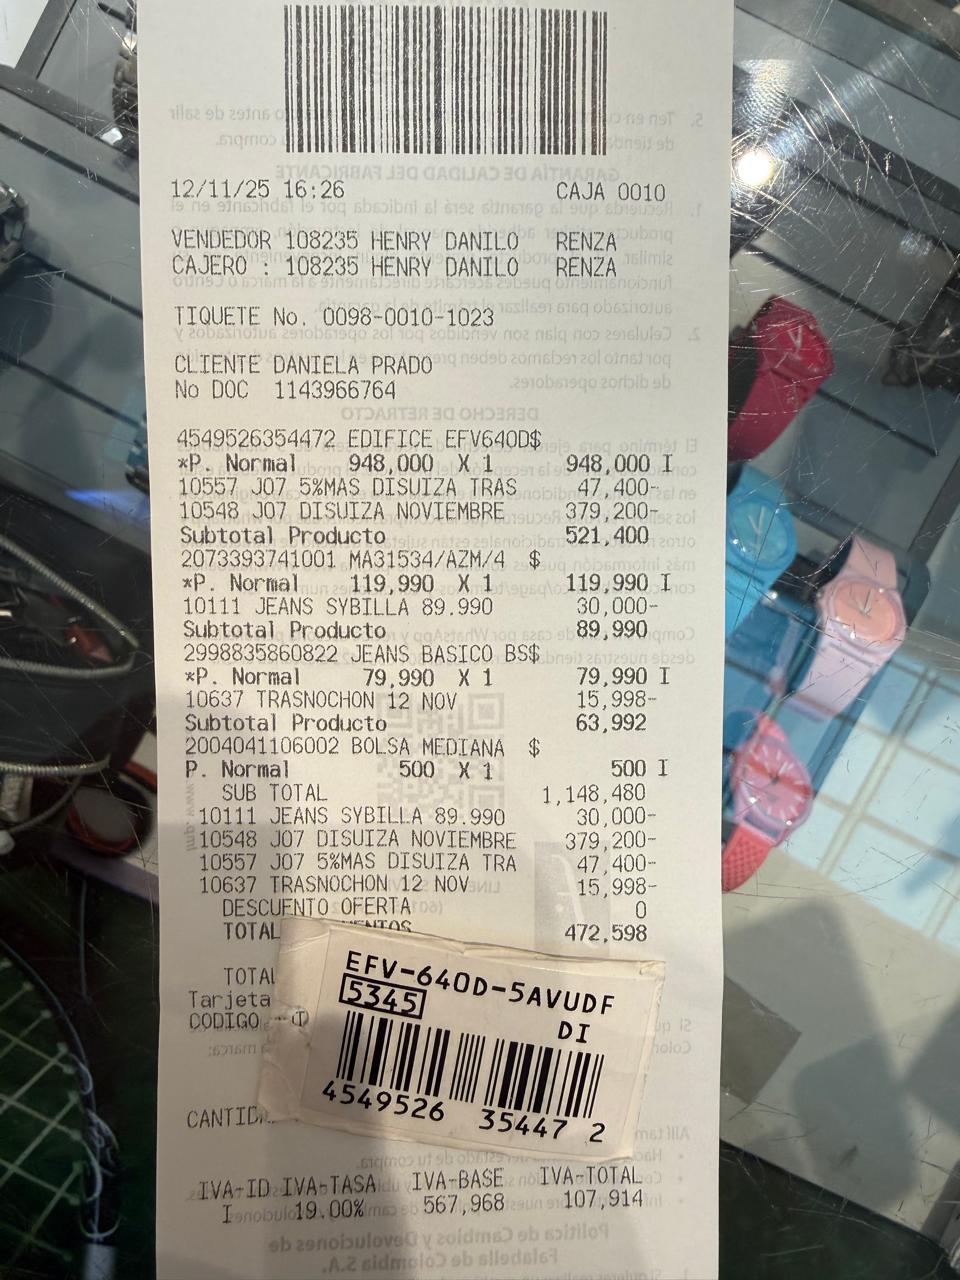 12/11/25 16:26 CAJA 0010
VENDEDOR 108235 HENRY DANILO RENZA
CAJERO : 108235 HENRY DANILO RENZA
TIQUETE No. 0098-0010-1023
CLIENTE DANIELA PRADO
No DOC 1143966764
4549526354472 EDIFICE EFV640D$
*P. Normal 948,000 X 1 948,000 I
10557 J07 5%MAS DISUIZA TRAS 47,400-
10548 J07 DISUIZA NOVIEMBRE 379,200-
Subtotal Producto 521,400
2073393741001 MA31534/AZM/4 $
*P. Normal 119,990 X 1 119,990 I
10111 JEANS SYBILLA 89.990 30,000-
Subtotal Producto 89,990
2998835860822 JEANS BASICO BS$
*P. Normal 79,990 X 1 79,990 I
10637 TRASNOCHON 12 NOV 15,998-
Subtotal Producto 63,992
2004041106002 BOLSA MEDIANA $
P. Normal 500 X 1 500 I
SUB TOTAL 1,148,480
10111 JEANS SYBILLA 89.990 30,000-
10548 J07 DISUIZA NOVIEMBRE 379,200-
10557 J07 5%MAS DISUIZA TRA 47,400-
10637 TRASNOCHON 12 NOV 15,998-
DESCUENTO OFERTA 0
TOTAL 472,598
TOTAL
Tarjeta
CODIGO
EFV-640D-5AVUDF
5345
DI
4549526 35447 2
IVA-ID IVA-TASA IVA-BASE IVA-TOTAL
I 19.00% 567,968 107,914